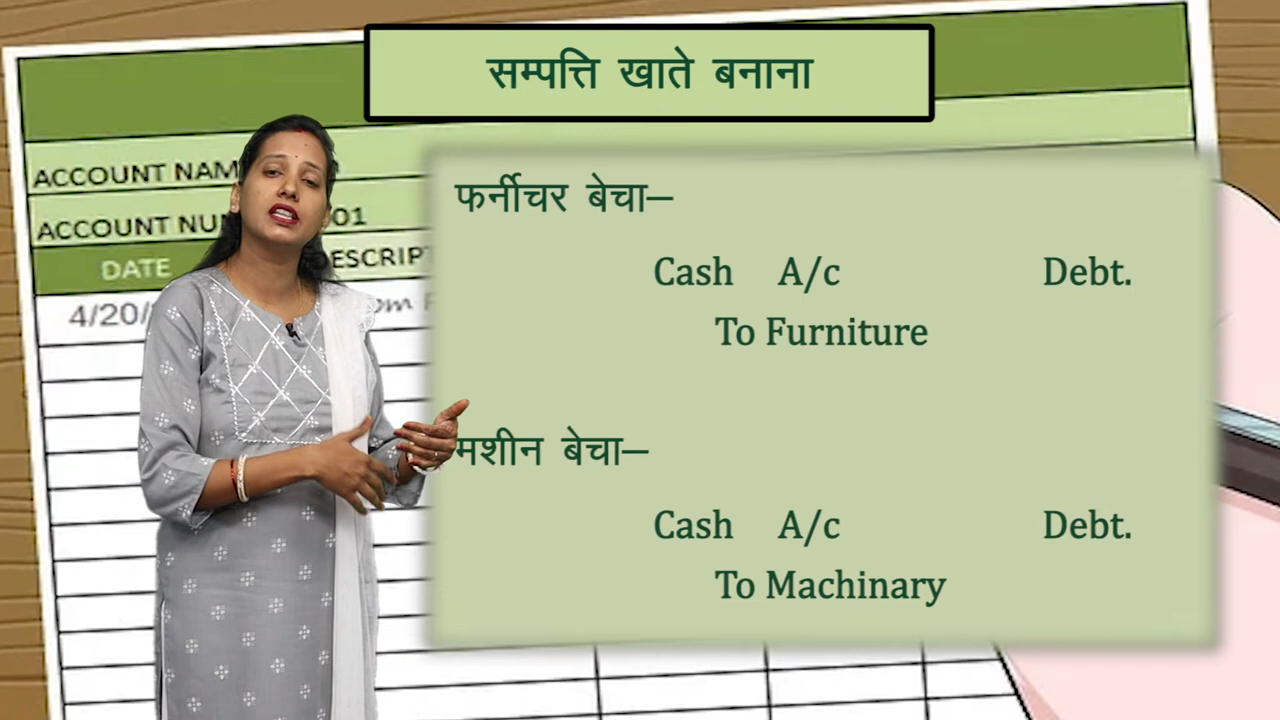 सम्पत्ति खाते बनाना
ACCOUNT NAM
ACCOUNT NU 01
DATE ESCRIPT
4/20/ om F
फर्नीचर बेचा–
Cash A/c Debt.
To Furniture
मशीन बेचा–
Cash A/c Debt.
To Machinary